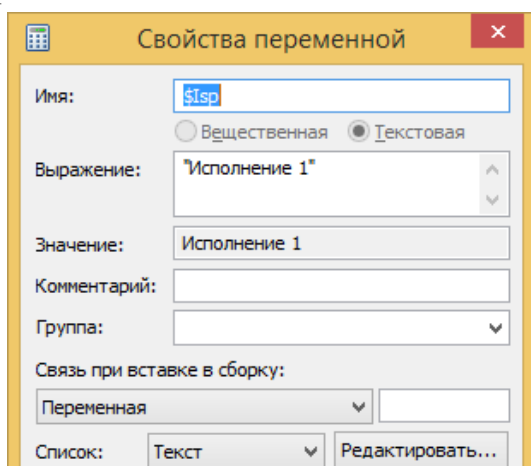 Свойства переменной
Имя: $Isp
Вещественная Текстовая
Выражение: "Исполнение 1"
Значение: Исполнение 1
Комментарий:
Группа:
Связь при вставке в сборку:
Переменная
Список: Текст Редактировать...